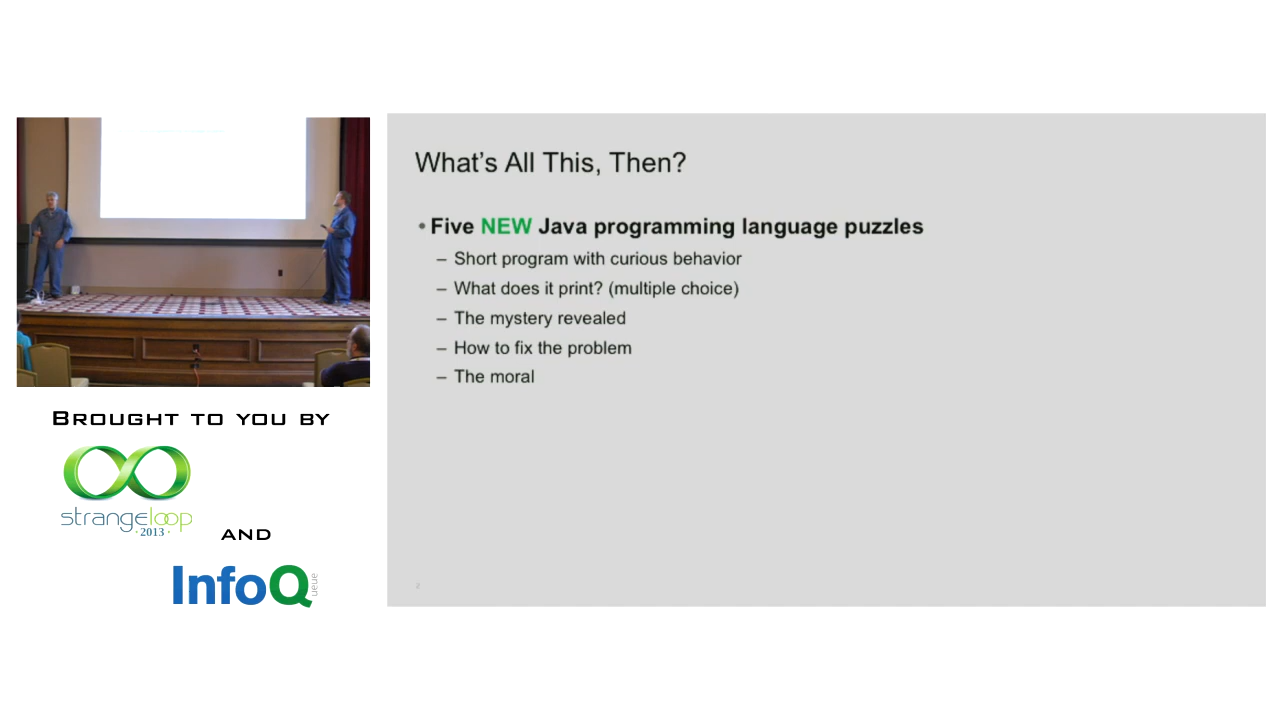 What's All This, Then?
• Five NEW Java programming language puzzles
– Short program with curious behavior
– What does it print? (multiple choice)
– The mystery revealed
– How to fix the problem
– The moral
2
BROUGHT TO YOU BY
strangeloop
· 2013 ·
AND
InfoQ
ueue